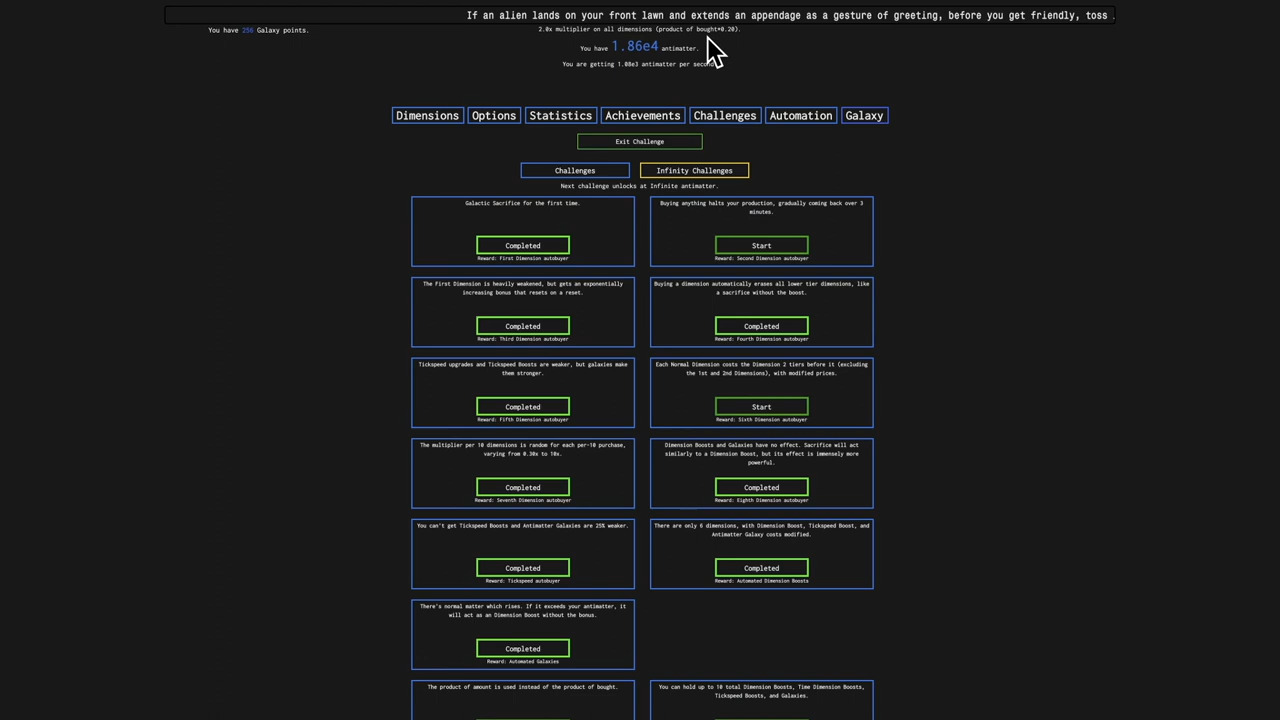 If an alien lands on your front lawn and extends an appendage as a gesture of greeting, before you get friendly, toss
You have 256 Galaxy points.
2.0x multiplier on all dimensions (product of bought*0.20).
You have 1.86e4 antimatter.
You are getting 1.08e3 antimatter per second
Dimensions Options Statistics Achievements Challenges Automation Galaxy
Exit Challenge
Challenges Infinity Challenges
Next challenge unlocks at Infinite antimatter.
Galactic Sacrifice for the first time.
Completed
Reward: First Dimension autobuyer
Buying anything halts your production, gradually coming back over 3
minutes.
Start
Reward: Second Dimension autobuyer
The First Dimension is heavily weakened, but gets an exponentially
increasing bonus that resets on a reset.
Completed
Reward: Third Dimension autobuyer
Buying a dimension automatically erases all lower tier dimensions, like
a sacrifice without the boost.
Completed
Reward: Fourth Dimension autobuyer
Tickspeed upgrades and Tickspeed Boosts are weaker, but galaxies make
them stronger.
Completed
Reward: Fifth Dimension autobuyer
Each Normal Dimension costs the Dimension 2 tiers before it (excluding
the 1st and 2nd Dimensions), with modified prices.
Start
Reward: Sixth Dimension autobuyer
The multiplier per 10 dimensions is random for each per-10 purchase,
varying from 0.30x to 10x.
Completed
Reward: Seventh Dimension autobuyer
Dimension Boosts and Galaxies have no effect. Sacrifice will act
similarly to a Dimension Boost, but its effect is immensely more
powerful.
Completed
Reward: Eighth Dimension autobuyer
You can't get Tickspeed Boosts and Antimatter Galaxies are 25% weaker.
Completed
Reward: Tickspeed autobuyer
There are only 6 dimensions, with Dimension Boost, Tickspeed Boost, and
Antimatter Galaxy costs modified.
Completed
Reward: Automated Dimension Boosts
There's normal matter which rises. If it exceeds your antimatter, it
will act as an Dimension Boost without the bonus.
Completed
Reward: Automated Galaxies
The product of amount is used instead of the product of bought.
You can hold up to 10 total Dimension Boosts, Time Dimension Boosts,
Tickspeed Boosts, and Galaxies.